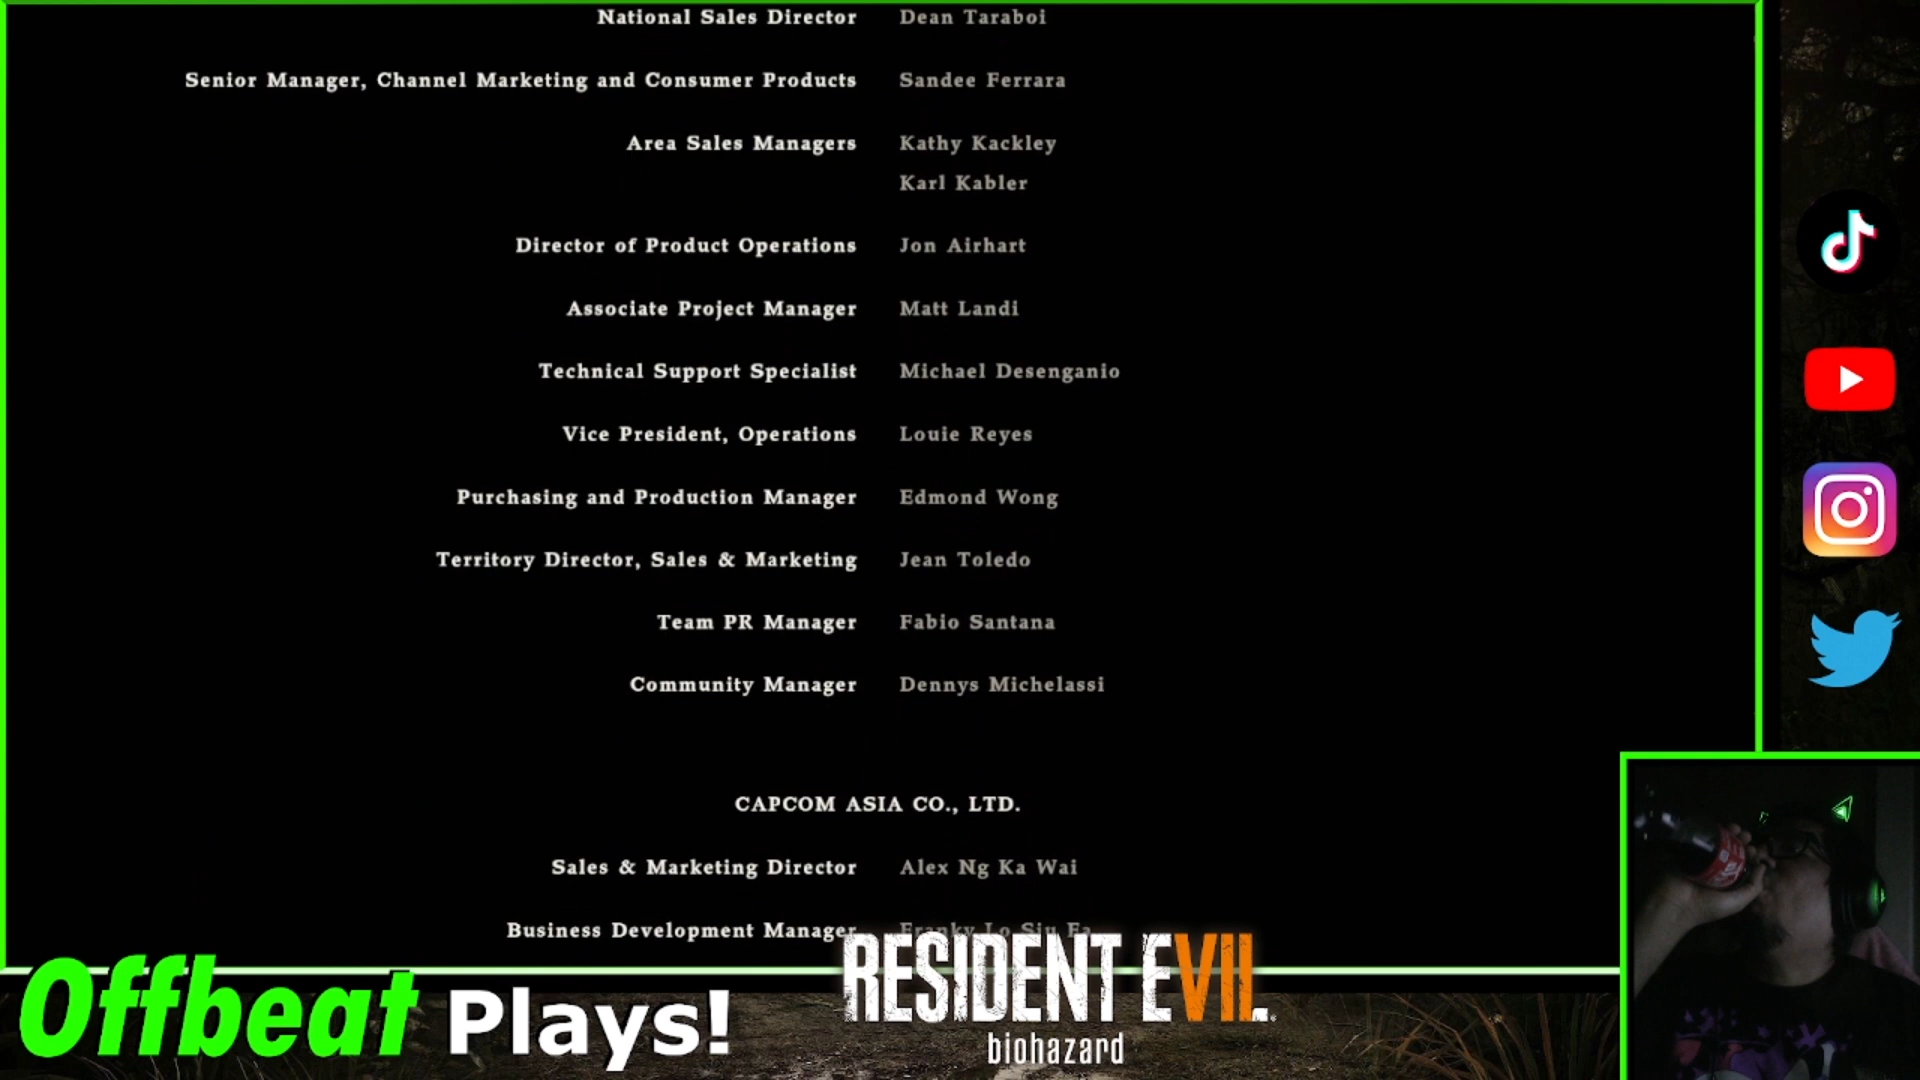 National Sales Director Dean Taraboi
Senior Manager, Channel Marketing and Consumer Products Sandee Ferrara
Area Sales Managers Kathy Kackley
Karl Kabler
Director of Product Operations Jon Airhart
Associate Project Manager Matt Landi
Technical Support Specialist Michael Desenganio
Vice President, Operations Louie Reyes
Purchasing and Production Manager Edmond Wong
Territory Director, Sales & Marketing Jean Toledo
Team PR Manager Fabio Santana
Community Manager Dennys Michelassi
CAPCOM ASIA CO., LTD.
Sales & Marketing Director Alex Ng Ka Wai
Business Development Manager Franky Lo Siu Fa
RESIDENT EVIL
biohazard
Offbeat Plays!